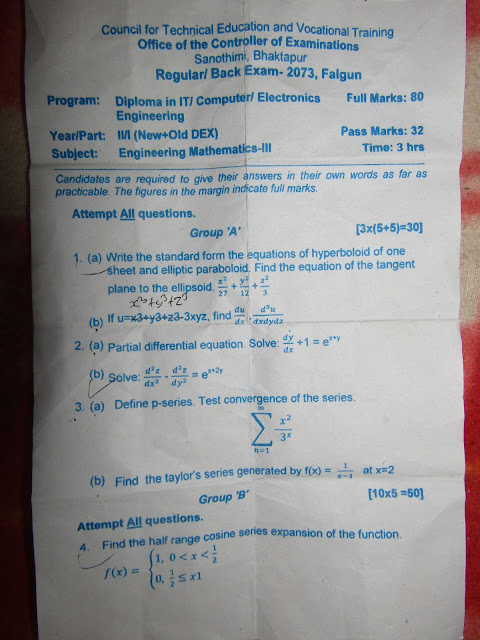 Council for Technical Education and Vocational Training
Office of the Controller of Examinations
Sanothimi, Bhaktapur
Regular/ Back Exam- 2073, Falgun
Program: Diploma in IT/ Computer/ Electronics Engineering Full Marks: 80
Year/Part: II/I (New+Old DEX) Pass Marks: 32
Subject: Engineering Mathematics-III Time: 3 hrs
Candidates are required to give their answers in their own words as far as
practicable. The figures in the margin indicate full marks.
Attempt All questions.
Group 'A' [3x(5+5)=30]
1. (a) Write the standard form the equations of hyperboloid of one
sheet and elliptic paraboloid. Find the equation of the tangent
plane to the ellipsoid. x²/27 + y²/12 + z²/3
x³+y³+z³
(b) If u=x3+y3+z3-3xyz, find du/dx , d³u/dxdydz
2. (a) Partial differential equation. Solve: dy/dx +1 = eˣ⁺ʸ
(b) Solve: d²z/dx² - d²z/dy² = eˣ⁺²ʸ
3. (a) Define p-series. Test convergence of the series.
∞
∑ x²/3ˣ
n=1
(b) Find the taylor's series generated by f(x) = 1/x−1 at x=2
Group 'B' [10x5 =50]
Attempt All questions.
4. Find the half range cosine series expansion of the function.
f(x) = { 1, 0 < x < 1/2
0, 1/2 ≤ x1